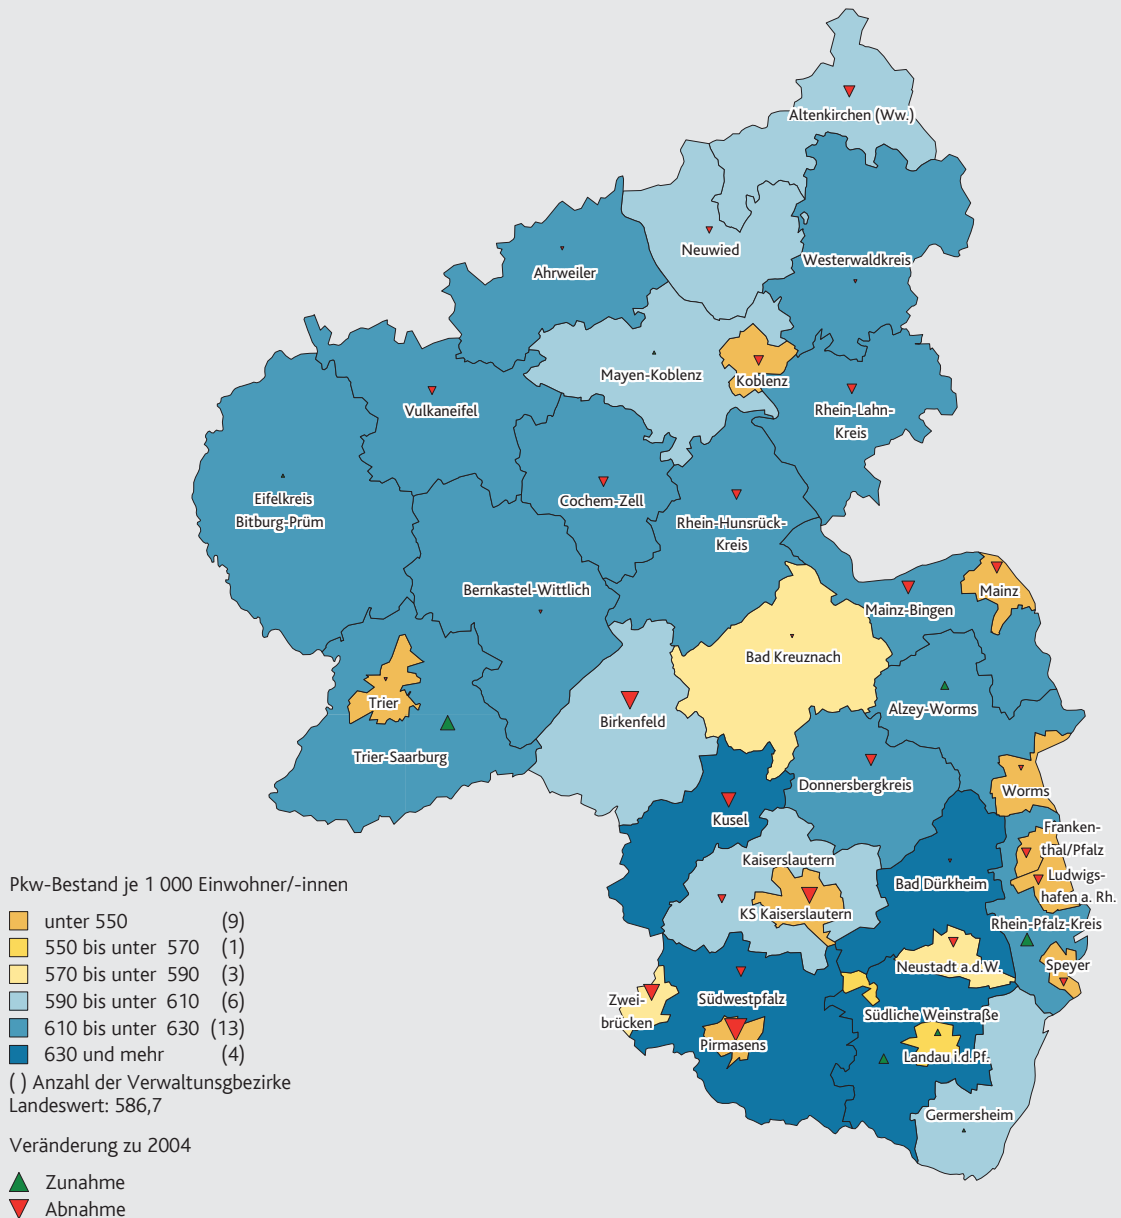 Altenkirchen (Ww.)
Neuwied
Westerwaldkreis
Ahrweiler
Mayen-Koblenz
Koblenz
Vulkaneifel
Rhein-Lahn-
Kreis
Eifelkreis
Bitburg-Prüm
Cochem-Zell
Rhein-Hunsrück-
Kreis
Bernkastel-Wittlich
Mainz-Bingen
Mainz
Bad Kreuznach
Trier
Birkenfeld
Alzey-Worms
Trier-Saarburg
Donnersbergkreis
Worms
Kusel
Franken-
thal/Pfalz
Kaiserslautern
Bad Dürkheim
Ludwigs-
hafen a. Rh.
KS Kaiserslautern
Rhein-Pfalz-Kreis
Neustadt a.d.W.
Speyer
Zwei-
brücken
Südwestpfalz
Südliche Weinstraße
Pirmasens
Landau i.d.Pf.
Germersheim
Pkw-Bestand je 1 000 Einwohner/-innen
unter 550 (9)
550 bis unter 570 (1)
570 bis unter 590 (3)
590 bis unter 610 (6)
610 bis unter 630 (13)
630 und mehr (4)
( ) Anzahl der Verwaltunsgbezirke
Landeswert: 586,7
Veränderung zu 2004
Zunahme
Abnahme